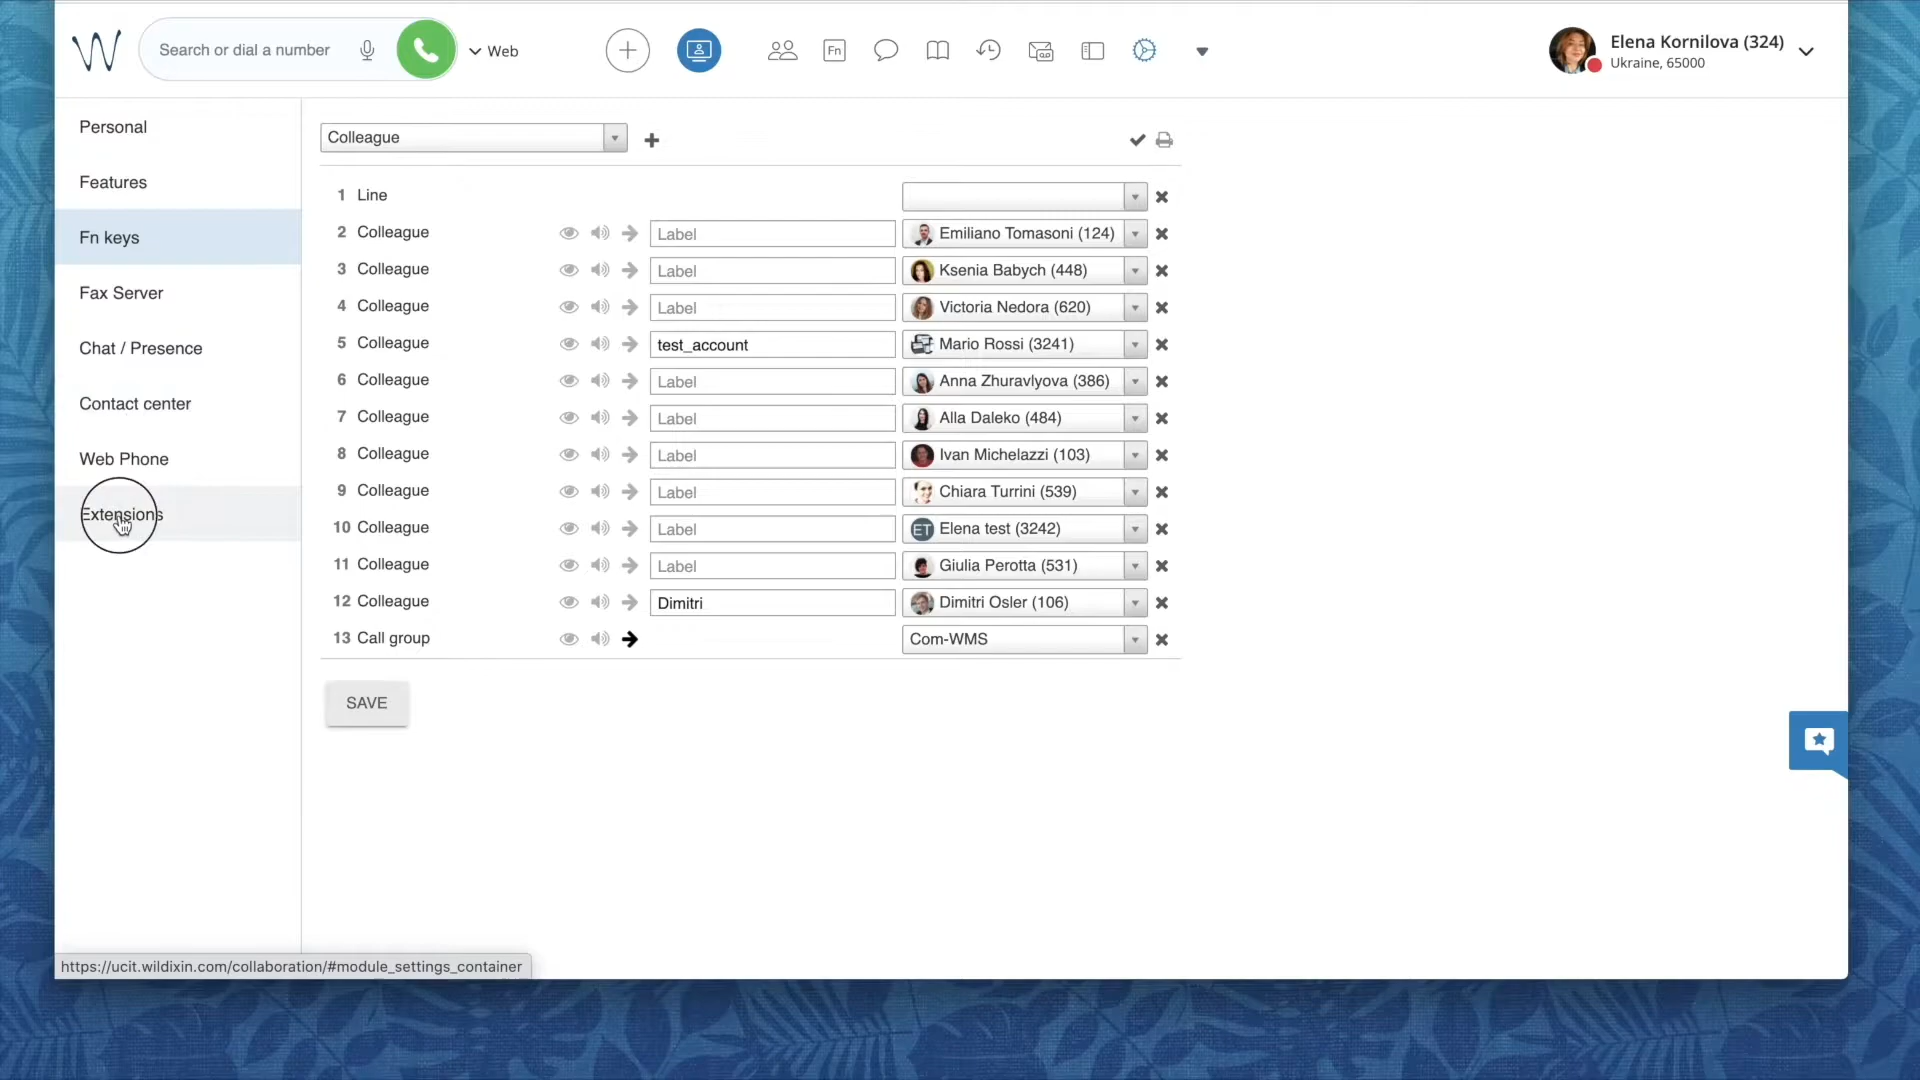 Search or dial a number
Web
Fn
Elena Kornilova (324)
Ukraine, 65000
Personal
Features
Fn keys
Fax Server
Chat / Presence
Contact center
Web Phone
Extensions
Colleague
1 Line
2 Colleague Label Emiliano Tomasoni (124)
3 Colleague Label Ksenia Babych (448)
4 Colleague Label Victoria Nedora (620)
5 Colleague test_account Mario Rossi (3241)
6 Colleague Label Anna Zhuravlyova (386)
7 Colleague Label Alla Daleko (484)
8 Colleague Label Ivan Michelazzi (103)
9 Colleague Label Chiara Turrini (539)
10 Colleague Label ET Elena test (3242)
11 Colleague Label Giulia Perotta (531)
12 Colleague Dimitri Dimitri Osler (106)
13 Call group Com-WMS
SAVE
https://ucit.wildixin.com/collaboration/#module_settings_container